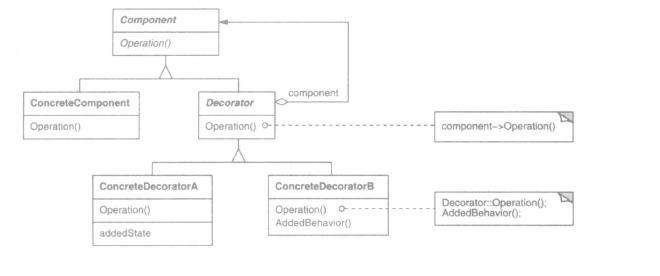 Component
Operation()
component
ConcreteComponent
Operation()
Decorator
Operation()
component->Operation()
ConcreteDecoratorA
Operation()
addedState
ConcreteDecoratorB
Operation()
AddedBehavior()
Decorator::Operation();
AddedBehavior();